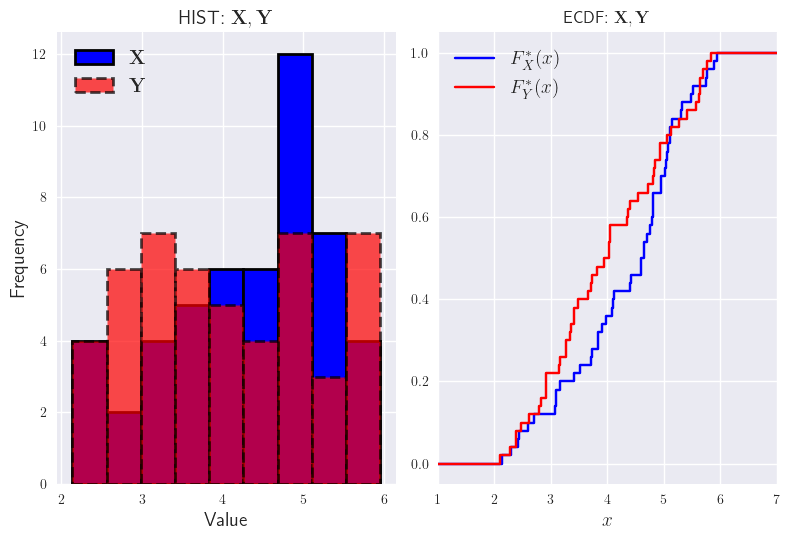 HIST: X, Y
X
Y
Frequency
0
2
4
6
8
10
12
2 3 4 5 6
Value
ECDF: X, Y
F*X(x)
F*Y(x)
0.0
0.2
0.4
0.6
0.8
1.0
1 2 3 4 5 6 7
x